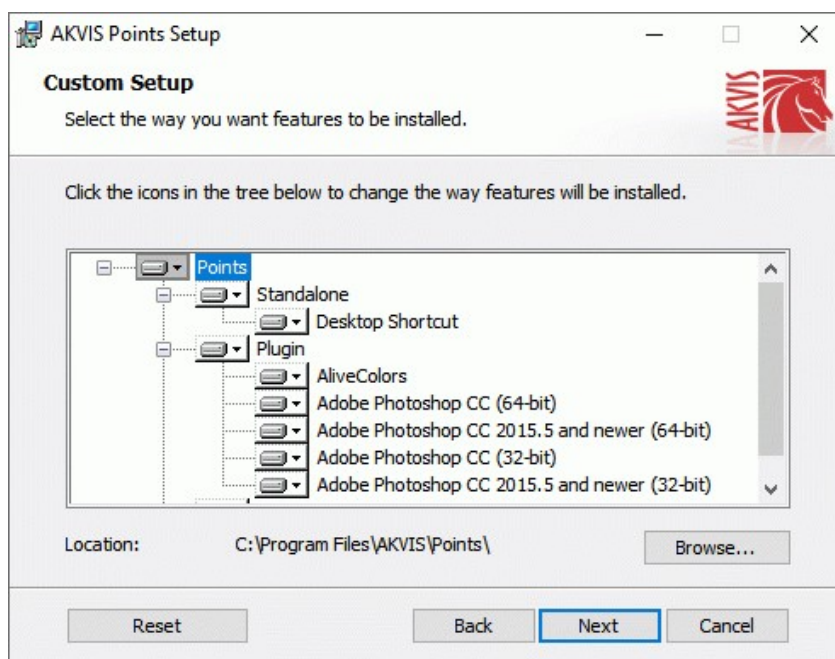 AKVIS Points Setup
Custom Setup
Select the way you want features to be installed.
AKVIS
Click the icons in the tree below to change the way features will be installed.
Points
Standalone
Desktop Shortcut
Plugin
AliveColors
Adobe Photoshop CC (64-bit)
Adobe Photoshop CC 2015.5 and newer (64-bit)
Adobe Photoshop CC (32-bit)
Adobe Photoshop CC 2015.5 and newer (32-bit)
Location: C:\Program Files\AKVIS\Points\ Browse...
Reset Back Next Cancel